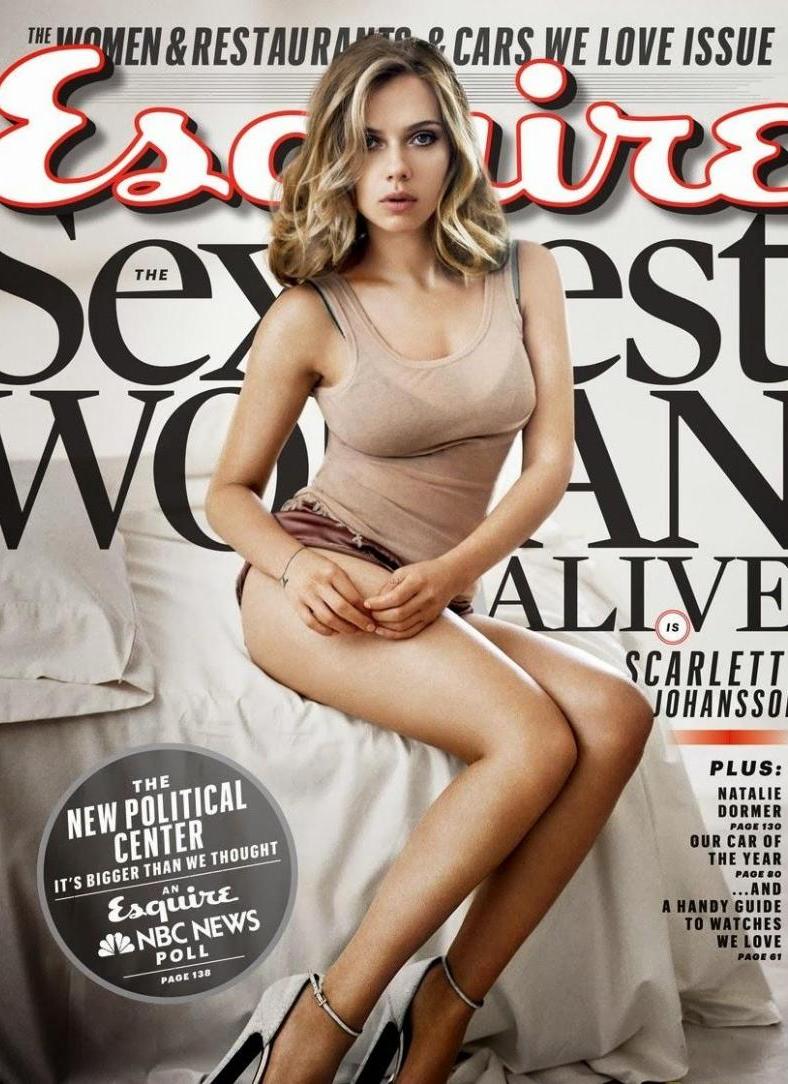 THE WOMEN & RESTAURANTS & CARS WE LOVE ISSUE
Esquire
THE
Sexiest
WOMAN
ALIVE
IS
SCARLETT
JOHANSSON
PLUS:
NATALIE
DORMER
PAGE 130
OUR CAR OF
THE YEAR
PAGE 80
...AND
A HANDY GUIDE
TO WATCHES
WE LOVE
PAGE 61
THE
NEW POLITICAL
CENTER
IT'S BIGGER THAN WE THOUGHT
AN
Esquire
NBC NEWS
POLL
PAGE 138